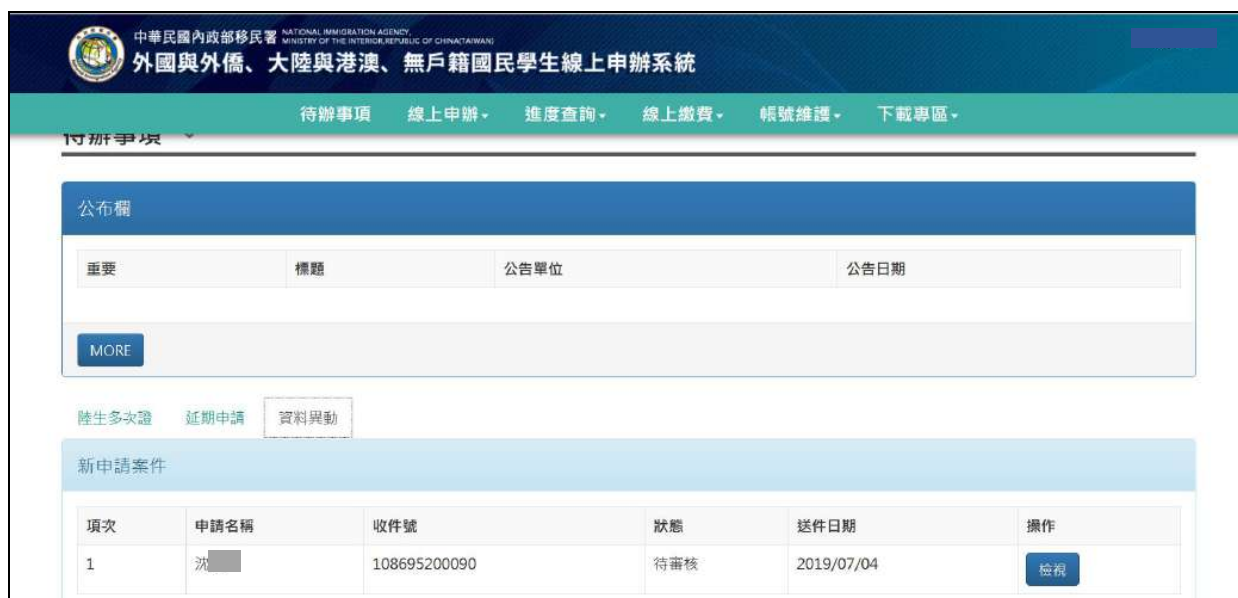 中華民國內政部移民署 NATIONAL IMMIGRATION AGENCY,
MINISTRY OF THE INTERIOR,REPUBLIC OF CHINA(TAIWAN)
外國與外僑、大陸與港澳、無戶籍國民學生線上申辦系統
待辦事項 線上申辦 進度查詢 線上繳費 帳號維護 下載專區
待辦事項
公布欄
重要 標題 公告單位 公告日期
MORE
陸生多次證 延期申請 資料異動
新申請案件
項次 申請名稱 收件號 狀態 送件日期 操作
1 沈 108695200090 待審核 2019/07/04 檢視